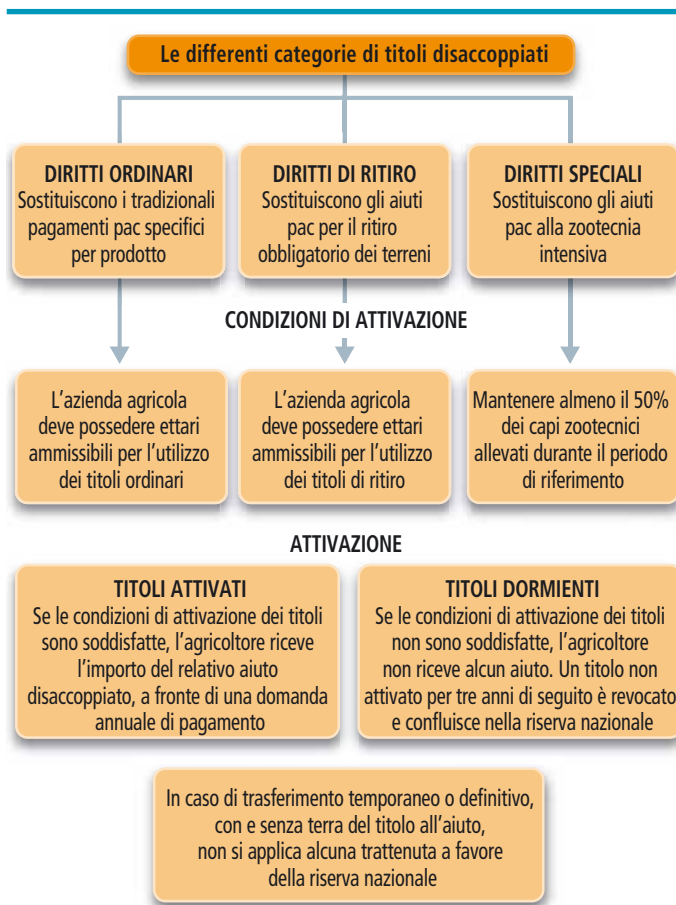 Le differenti categorie di titoli disaccoppiati
DIRITTI ORDINARI
Sostituiscono i tradizionali
pagamenti pac specifici
per prodotto
DIRITTI DI RITIRO
Sostituiscono gli aiuti
pac per il ritiro
obbligatorio dei terreni
DIRITTI SPECIALI
Sostituiscono gli aiuti
pac alla zootecnia
intensiva
CONDIZIONI DI ATTIVAZIONE
L'azienda agricola
deve possedere ettari
ammissibili per l'utilizzo
dei titoli ordinari
L'azienda agricola
deve possedere ettari
ammissibili per l'utilizzo
dei titoli di ritiro
Mantenere almeno il 50%
dei capi zootecnici
allevati durante il periodo
di riferimento
ATTIVAZIONE
TITOLI ATTIVATI
Se le condizioni di attivazione dei titoli
sono soddisfatte, l'agricoltore riceve
l'importo del relativo aiuto
disaccoppiato, a fronte di una domanda
annuale di pagamento
TITOLI DORMIENTI
Se le condizioni di attivazione dei titoli
non sono soddisfatte, l'agricoltore
non riceve alcun aiuto. Un titolo non
attivato per tre anni di seguito è revocato
e confluisce nella riserva nazionale
In caso di trasferimento temporaneo o definitivo,
con e senza terra del titolo all'aiuto,
non si applica alcuna trattenuta a favore
della riserva nazionale